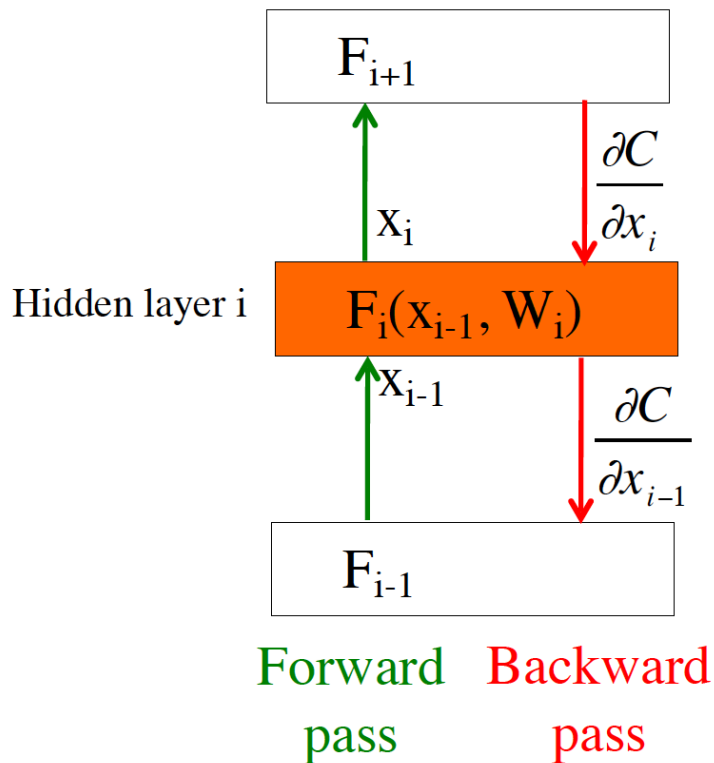 F_{i+1}
∂C
∂x_i
x_i
Hidden layer i
F_i(x_{i-1}, W_i)
x_{i-1}
∂C
∂x_{i-1}
F_{i-1}
Forward Backward
pass pass